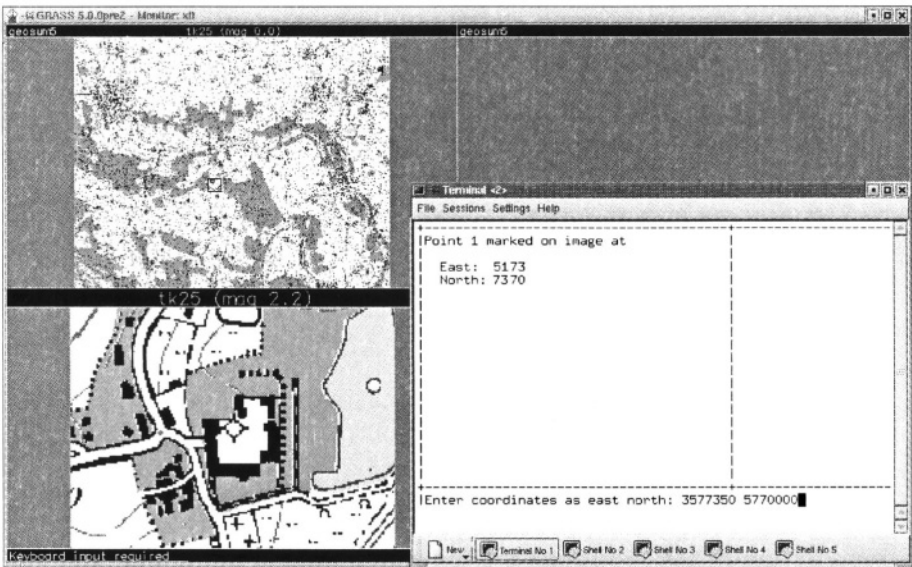 GRASS 5.0.0pre2 - Monitor: x0
geosun5
tk25 (mag 0.0)
geosun5
tk25 (mag 2.2)
Keyboard input required
Terminal <2>
File Sessions Settings Help
Point 1 marked on image at
East: 5173
North: 7370
Enter coordinates as east north: 3577350 5770000
New Terminal No 1 Shell No 2 Shell No 3 Shell No 4 Shell No 5